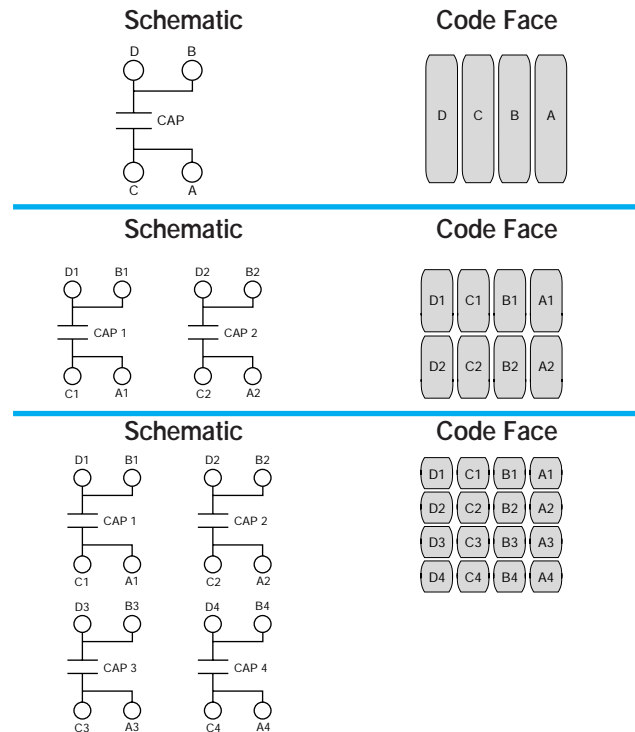 Schematic Code Face
D B
CAP
C A
D C B A
Schematic Code Face
D1 B1 D2 B2
CAP 1 CAP 2
C1 A1 C2 A2
D1 C1 B1 A1
D2 C2 B2 A2
Schematic Code Face
D1 B1 D2 B2
CAP 1 CAP 2
C1 A1 C2 A2
D3 B3 D4 B4
CAP 3 CAP 4
C3 A3 C4 A4
D1 C1 B1 A1
D2 C2 B2 A2
D3 C3 B3 A3
D4 C4 B4 A4